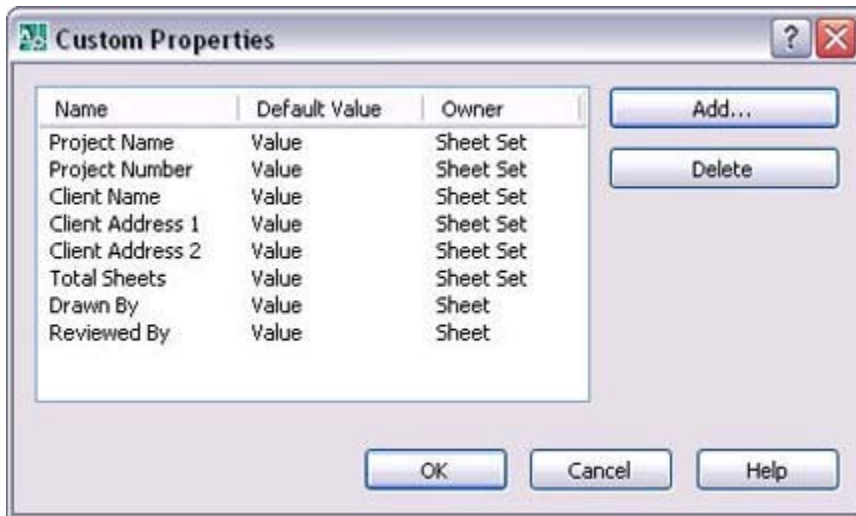 Custom Properties
Name Default Value Owner
Project Name Value Sheet Set
Project Number Value Sheet Set
Client Name Value Sheet Set
Client Address 1 Value Sheet Set
Client Address 2 Value Sheet Set
Total Sheets Value Sheet Set
Drawn By Value Sheet
Reviewed By Value Sheet
Add...
Delete
OK Cancel Help